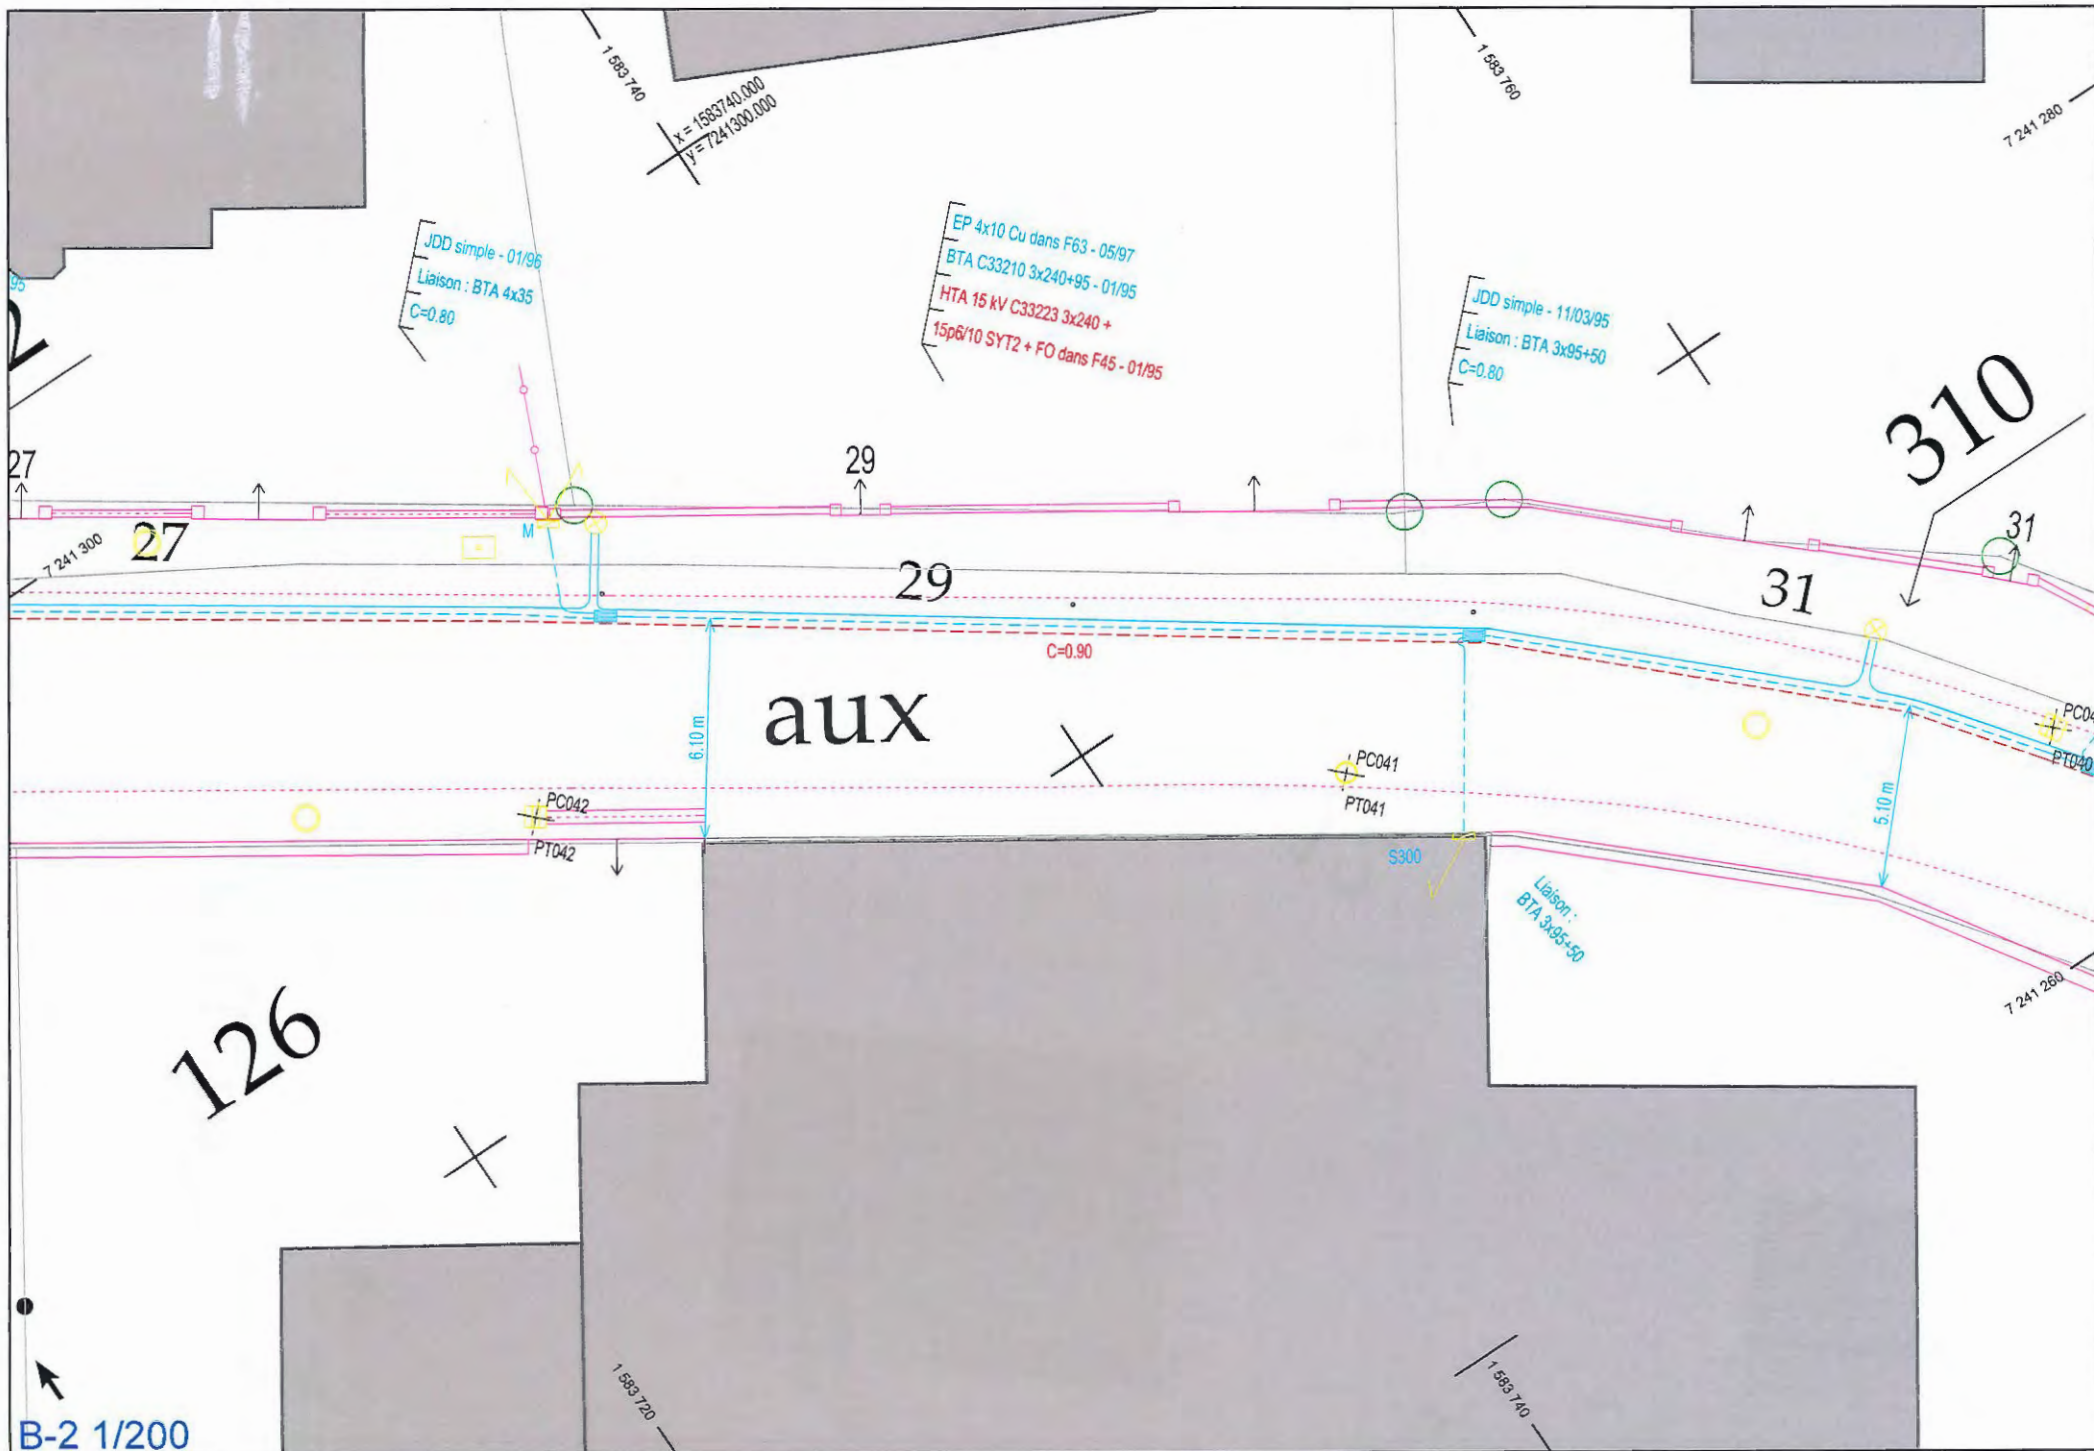 1 583 740
x = 1583740.000
y = 7241300.000
1 583 760
7 241 280
JDD simple - 01/96
Liaison : BTA 4x35
C=0.80
EP 4x10 Cu dans F63 - 05/97
BTA C33210 3x240+95 - 01/95
HTA 15 kV C33223 3x240 +
15p6/10 SYT2 + FO dans F45 - 01/95
JDD simple - 11/03/95
Liaison : BTA 3x95+50
C=0.80
95
2
310
27
29
31
M
27
29
31
7 241 300
C=0.90
aux
6.10 m
5.10 m
PC041
PT041
PC04
PT040
PC042
PT042
S300
Liaison :
BTA 3x95+50
7 241 260
126
1 583 720
1 583 740
B-2 1/200